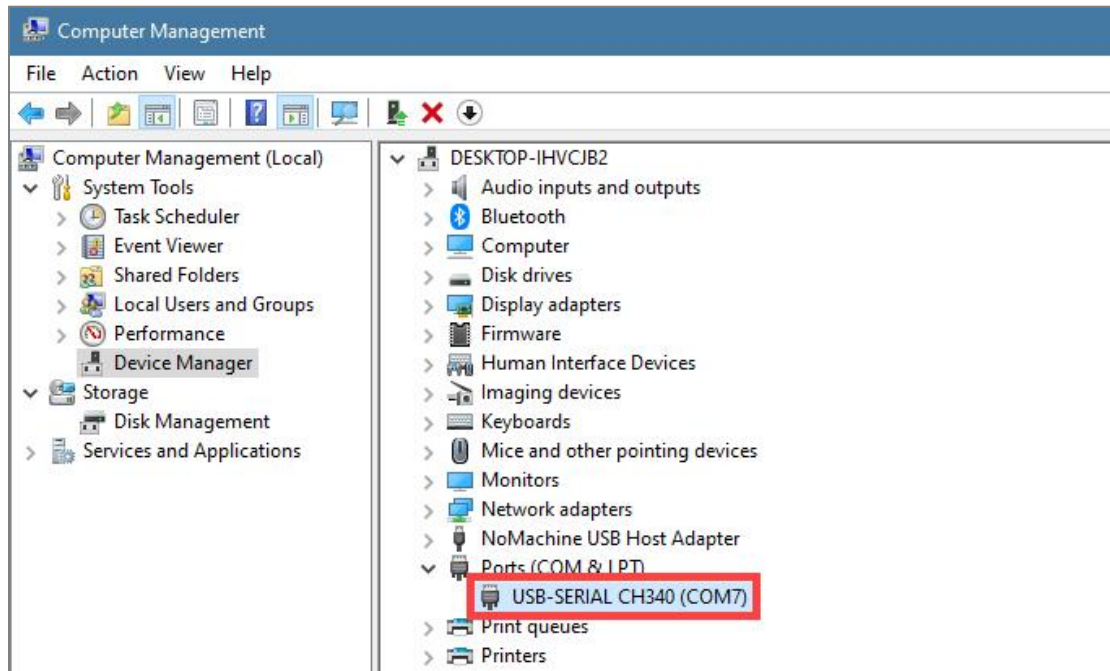 Computer Management
File Action View Help
Computer Management (Local)
System Tools
Task Scheduler
Event Viewer
Shared Folders
Local Users and Groups
Performance
Device Manager
Storage
Disk Management
Services and Applications
DESKTOP-IHVCJB2
Audio inputs and outputs
Bluetooth
Computer
Disk drives
Display adapters
Firmware
Human Interface Devices
Imaging devices
Keyboards
Mice and other pointing devices
Monitors
Network adapters
NoMachine USB Host Adapter
Ports (COM & LPT)
USB-SERIAL CH340 (COM7)
Print queues
Printers